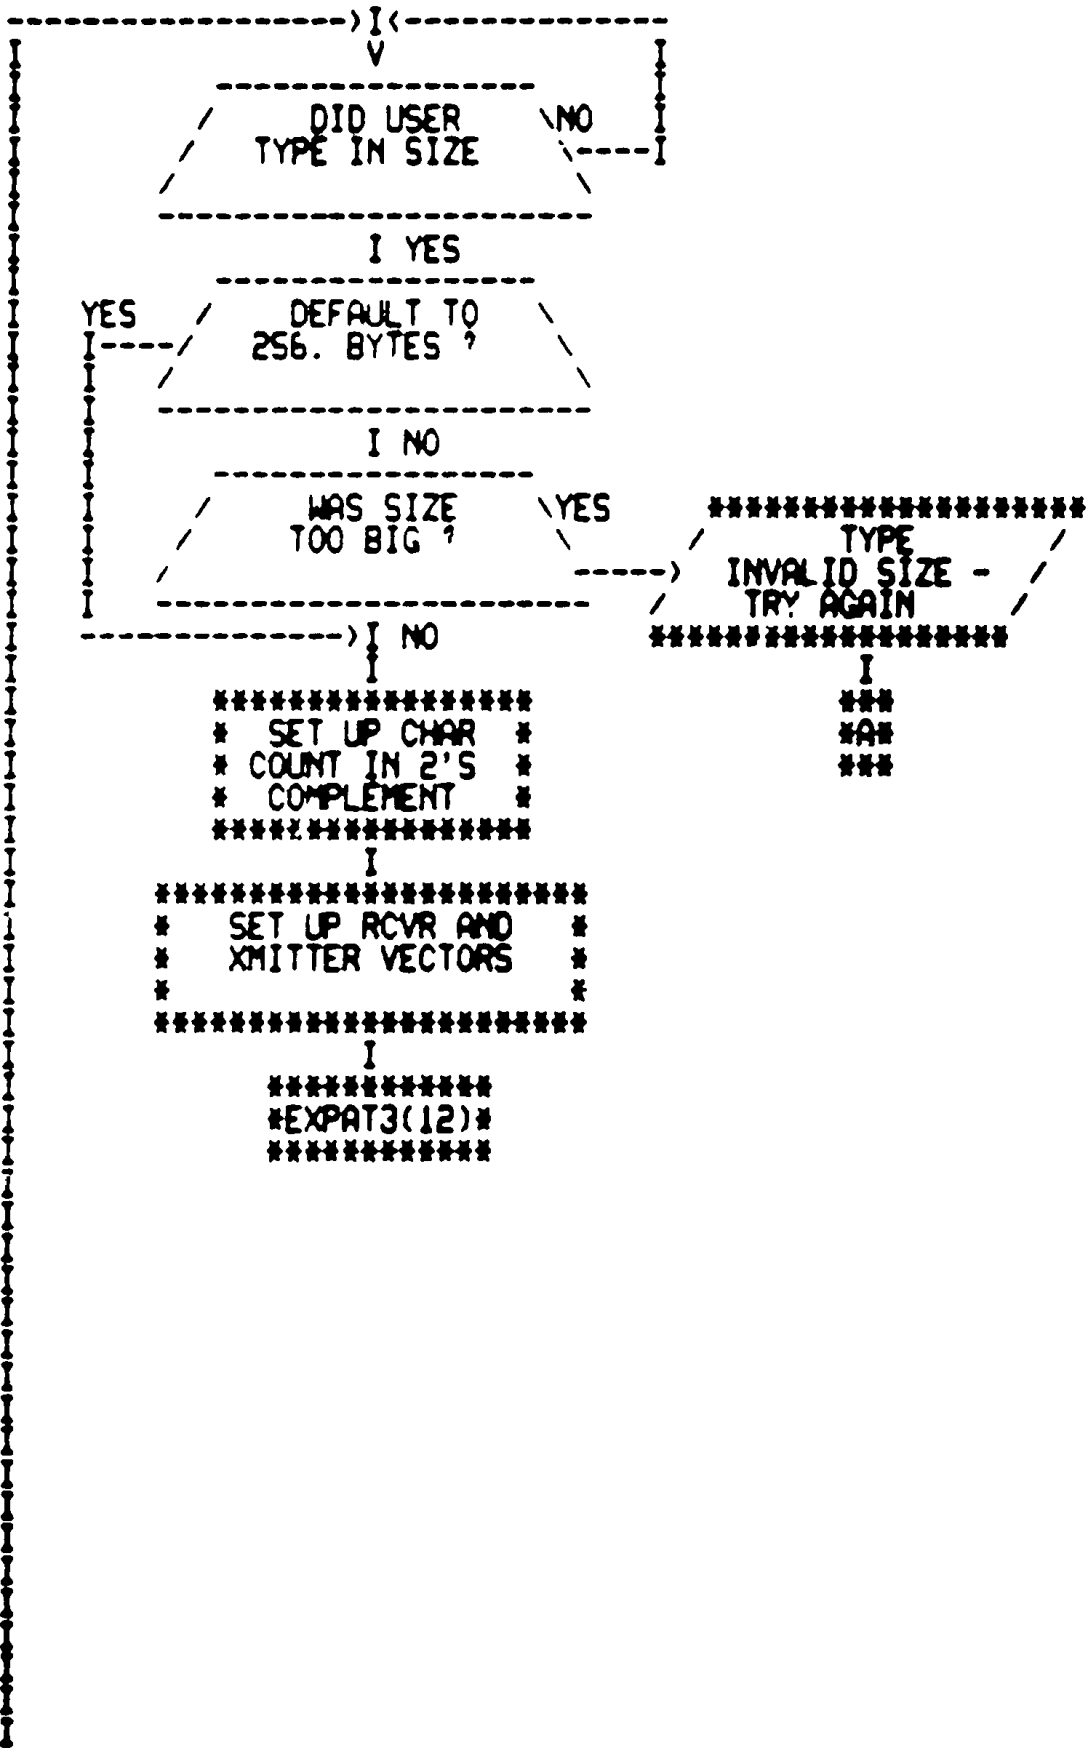 DID USER
TYPE IN SIZE
NO
YES
DEFAULT TO
256. BYTES ?
YES
NO
WAS SIZE
TOO BIG ?
YES
TYPE
INVALID SIZE -
TRY AGAIN
A
NO
SET UP CHAR
COUNT IN 2'S
COMPLEMENT
SET UP RCVR AND
XMITTER VECTORS
EXPAT3(12)